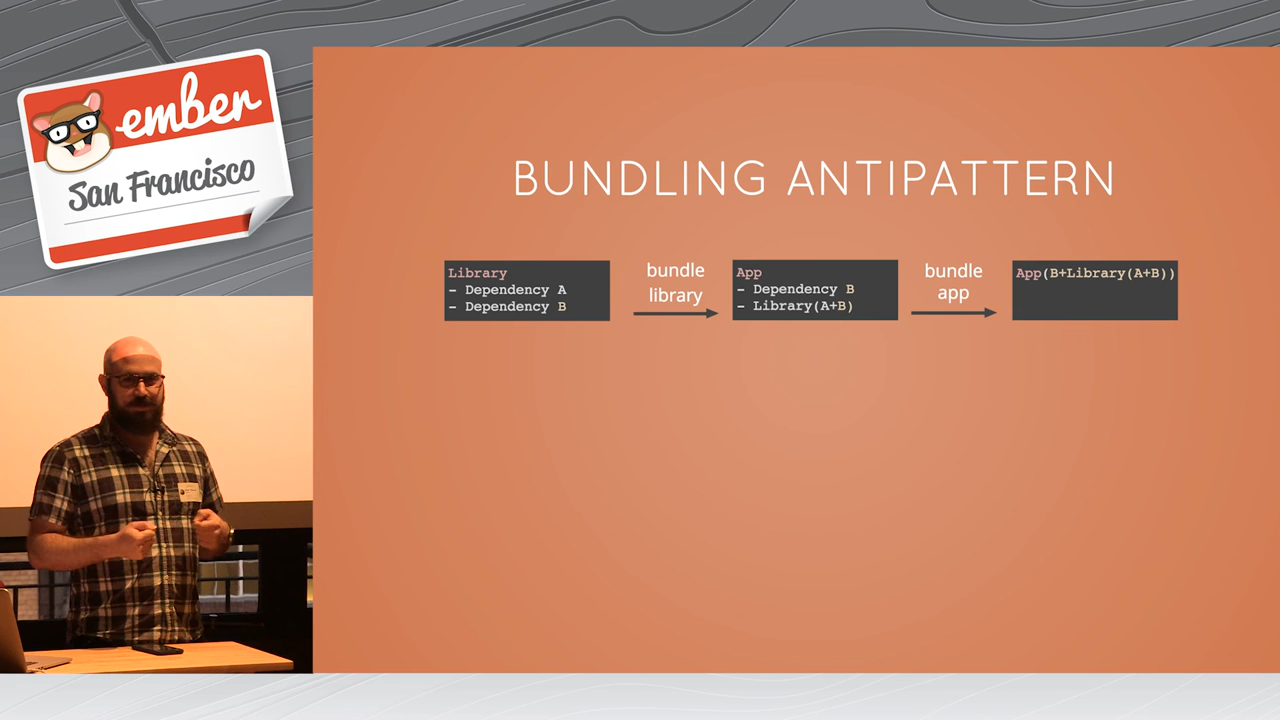 ember
San Francisco
BUNDLING ANTIPATTERN
Library
- Dependency A
- Dependency B
bundle
library
App
- Dependency B
- Library(A+B)
bundle
app
App(B+Library(A+B))